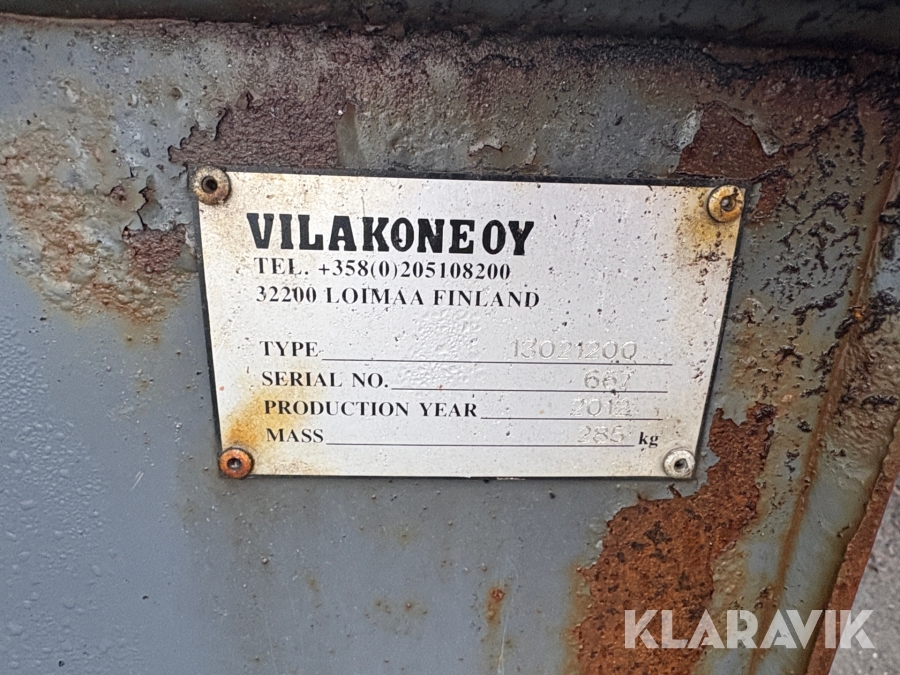 VILAKONE OY
TEL. +358(0)205108200
32200 LOIMAA FINLAND
TYPE 13021200
SERIAL NO. 667
PRODUCTION YEAR 2012
MASS 285 kg
KLARAVIK